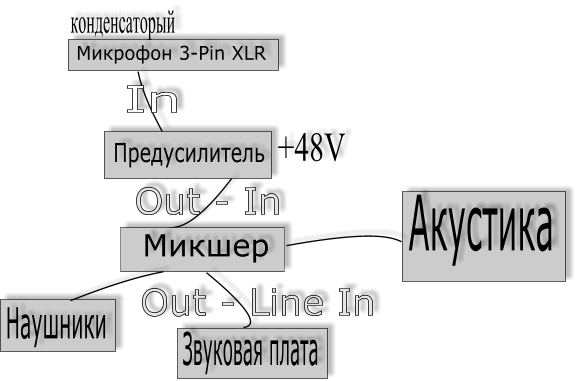 конденсаторый
Микрофон 3-Pin XLR
In
Предусилитель
+48V
Out - In
Микшер
Акустика
Out - Line In
Наушники
Звуковая плата